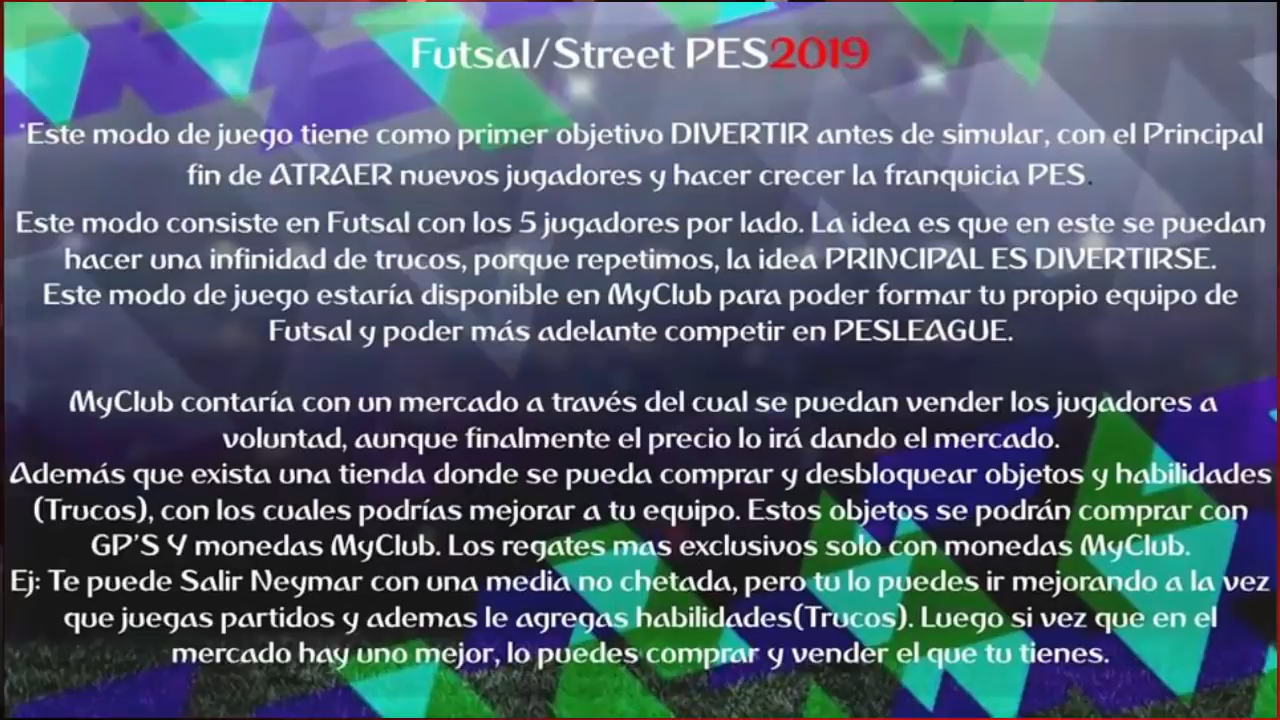 Futsal/Street PES2019
*Este modo de juego tiene como primer objetivo DIVERTIR antes de simular, con el Principal
fin de ATRAER nuevos jugadores y hacer crecer la franquicia PES.
Este modo consiste en Futsal con los 5 jugadores por lado. La idea es que en este se puedan
hacer una infinidad de trucos, porque repetimos, la idea PRINCIPAL ES DIVERTIRSE.
Este modo de juego estaría disponible en MyClub para poder formar tu propio equipo de
Futsal y poder más adelante competir en PESLEAGUE.
MyClub contaría con un mercado a través del cual se puedan vender los jugadores a
voluntad, aunque finalmente el precio lo irá dando el mercado.
Además que exista una tienda donde se pueda comprar y desbloquear objetos y habilidades
(Trucos), con los cuales podrías mejorar a tu equipo. Estos objetos se podrán comprar con
GP'S Y monedas MyClub. Los regates mas exclusivos solo con monedas MyClub.
Ej: Te puede Salir Neymar con una media no chetada, pero tu lo puedes ir mejorando a la vez
que juegas partidos y ademas le agregas habilidades(Trucos). Luego si vez que en el
mercado hay uno mejor, lo puedes comprar y vender el que tu tienes.